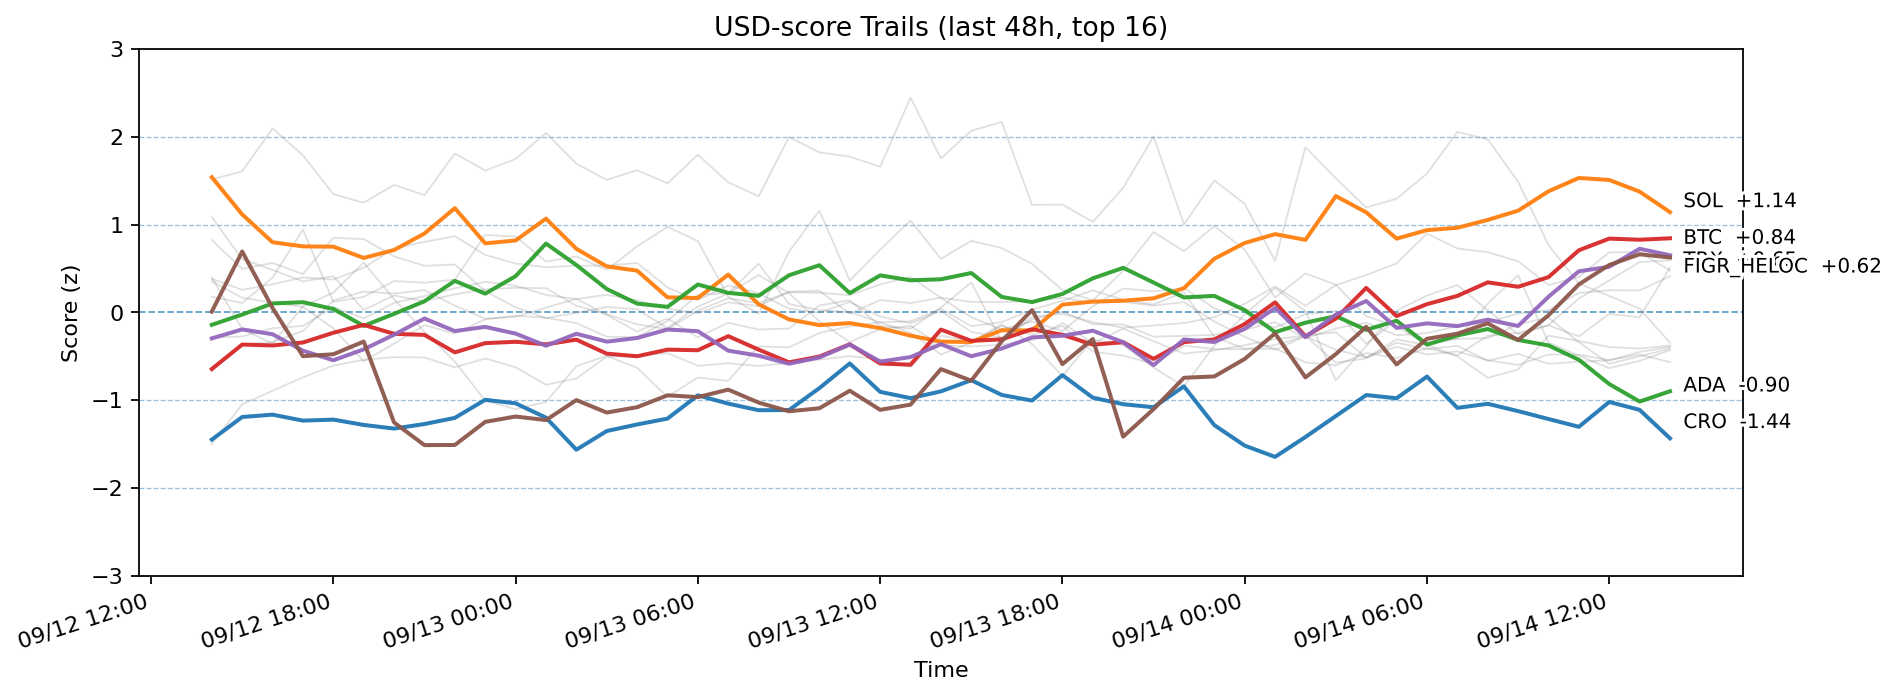 USD-score Trails (last 48h, top 16)
Score (z)
3
2
1
0
−1
−2
−3
SOL +1.14
BTC +0.84
FIGR_HELOC +0.62
ADA -0.90
CRO -1.44
09/12 12:00
09/12 18:00
09/13 00:00
09/13 06:00
09/13 12:00
09/13 18:00
09/14 00:00
09/14 06:00
09/14 12:00
Time